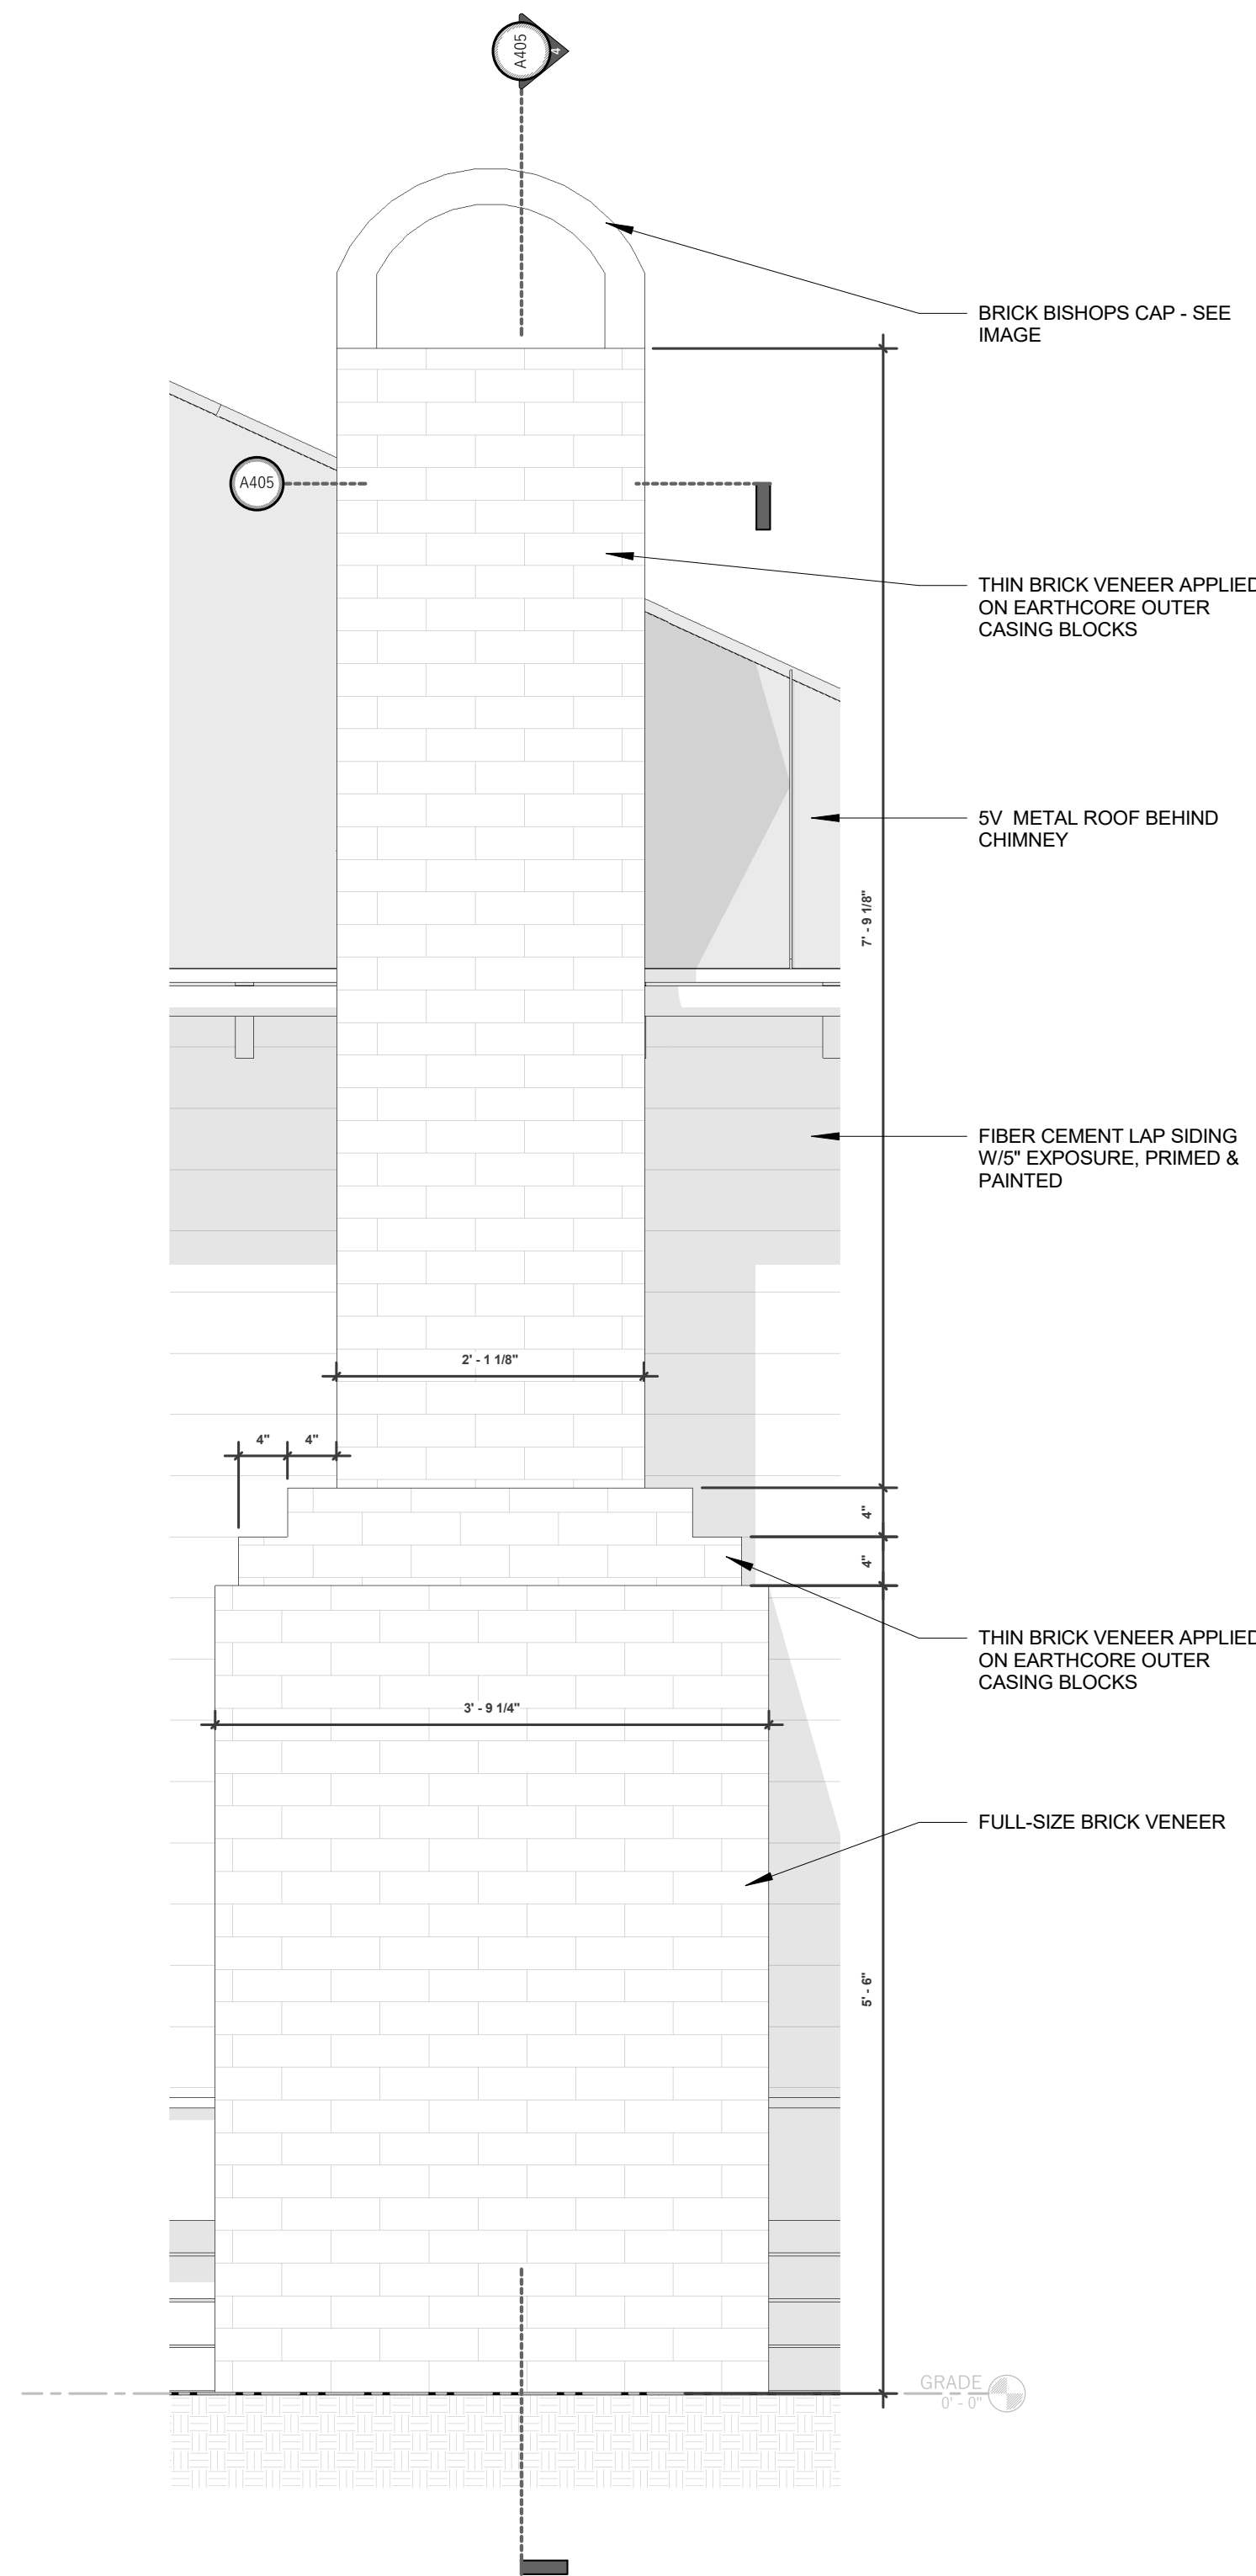 A405
4
BRICK BISHOPS CAP - SEE
IMAGE
A405
THIN BRICK VENEER APPLIED
ON EARTHCORE OUTER
CASING BLOCKS
5V METAL ROOF BEHIND
CHIMNEY
7' - 9 1/8"
FIBER CEMENT LAP SIDING
W/5" EXPOSURE, PRIMED &
PAINTED
2' - 1 1/8"
4"
4"
4"
4"
THIN BRICK VENEER APPLIED
ON EARTHCORE OUTER
CASING BLOCKS
3' - 9 1/4"
FULL-SIZE BRICK VENEER
5' - 6"
GRADE
0' - 0"